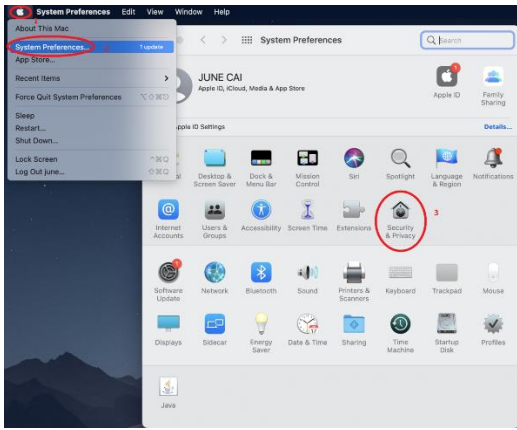 System Preferences Edit View Window Help
About This Mac
System Preferences... 1 update
App Store...
Recent Items
Force Quit System Preferences
Sleep
Restart...
Shut Down...
Lock Screen
Log Out june...
System Preferences
Search
JUNE CAI
Apple ID, iCloud, Media & App Store
Apple ID
Family
Sharing
Apple ID Settings
Details...
Desktop &
Screen Saver
Dock &
Menu Bar
Mission
Control
Siri
Spotlight
Language
& Region
Notifications
Internet
Accounts
Users &
Groups
Accessibility
Screen Time
Extensions
Security
& Privacy
3
Software
Update
Network
Bluetooth
Sound
Printers &
Scanners
Keyboard
Trackpad
Mouse
Displays
Sidecar
Energy
Saver
Date & Time
Sharing
Time
Machine
Startup
Disk
Profiles
Java